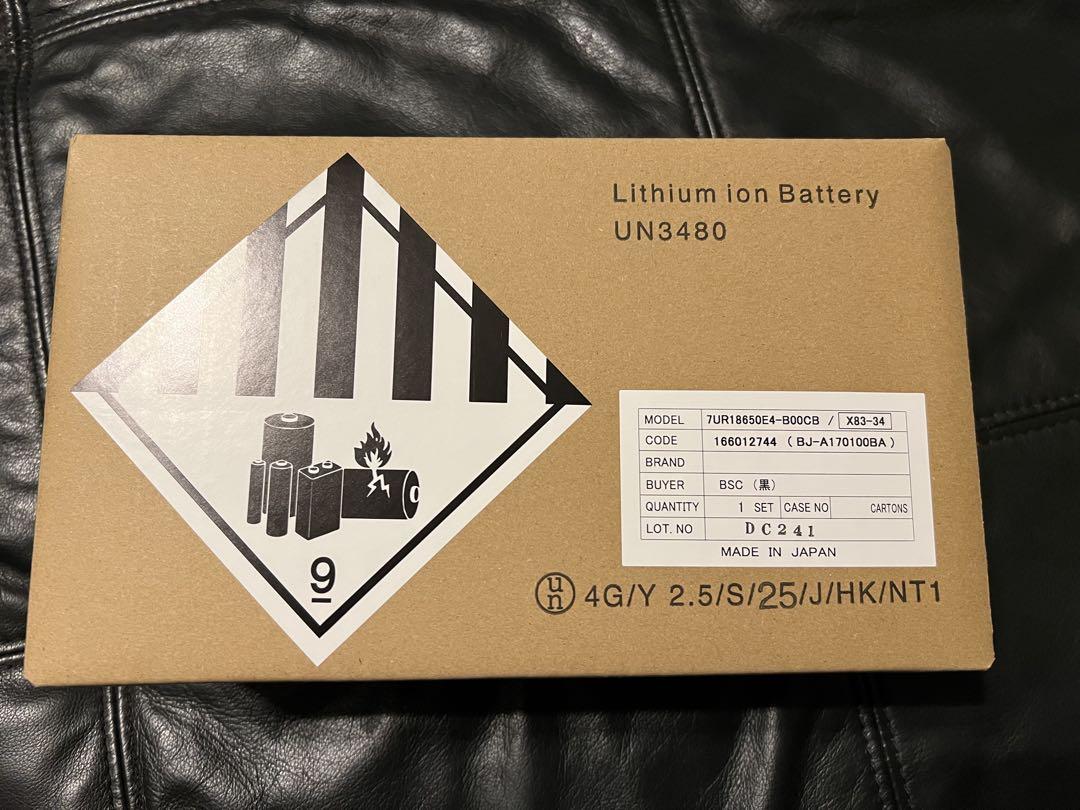 Lithium ion Battery
UN3480
MODEL 7UR18650E4-B00CB / X83-34
CODE 166012744 (BJ-A170100BA)
BRAND
BUYER BSC (黒)
QUANTITY 1 SET CASE NO CARTONS
LOT. NO DC241
MADE IN JAPAN
un 4G/Y 2.5/S/25/J/HK/NT1
9